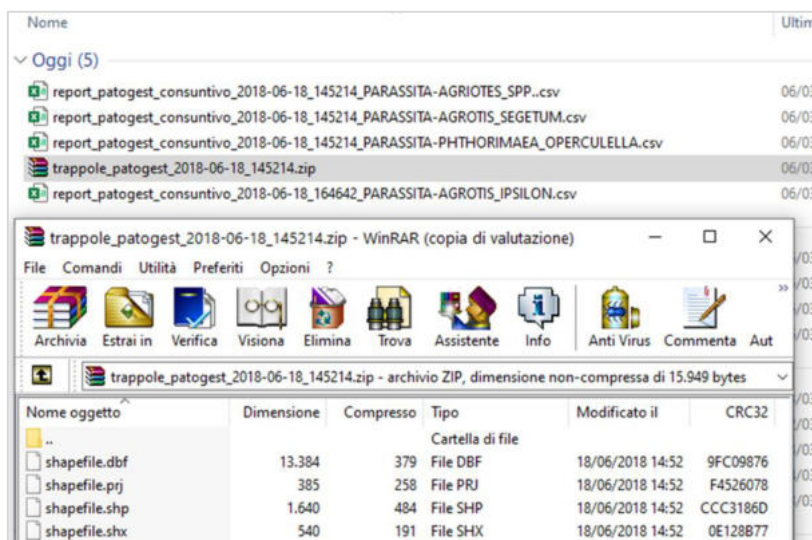 Nome Ultim
Oggi (5)
report_patogest_consuntivo_2018-06-18_145214_PARASSITA-AGRIOTES_SPP..csv 06/03
report_patogest_consuntivo_2018-06-18_145214_PARASSITA-AGROTIS_SEGETUM.csv 06/03
report_patogest_consuntivo_2018-06-18_145214_PARASSITA-PHTHORIMAEA_OPERCULELLA.csv 06/03
trappole_patogest_2018-06-18_145214.zip 06/03
report_patogest_consuntivo_2018-06-18_164642_PARASSITA-AGROTIS_IPSILON.csv 06/03
trappole_patogest_2018-06-18_145214.zip - WinRAR (copia di valutazione)
File Comandi Utilità Preferiti Opzioni ?
Archivia Estrai in Verifica Visiona Elimina Trova Assistente Info Anti Virus Commenta Aut
trappole_patogest_2018-06-18_145214.zip - archivio ZIP, dimensione non-compressa di 15.949 bytes
Nome oggetto Dimensione Compresso Tipo Modificato il CRC32
.. Cartella di file
shapefile.dbf 13.384 379 File DBF 18/06/2018 14:52 9FC09876
shapefile.prj 385 258 File PRJ 18/06/2018 14:52 F4526078
shapefile.shp 1.640 484 File SHP 18/06/2018 14:52 CCC3186D
shapefile.shx 540 191 File SHX 18/06/2018 14:52 0E128B77